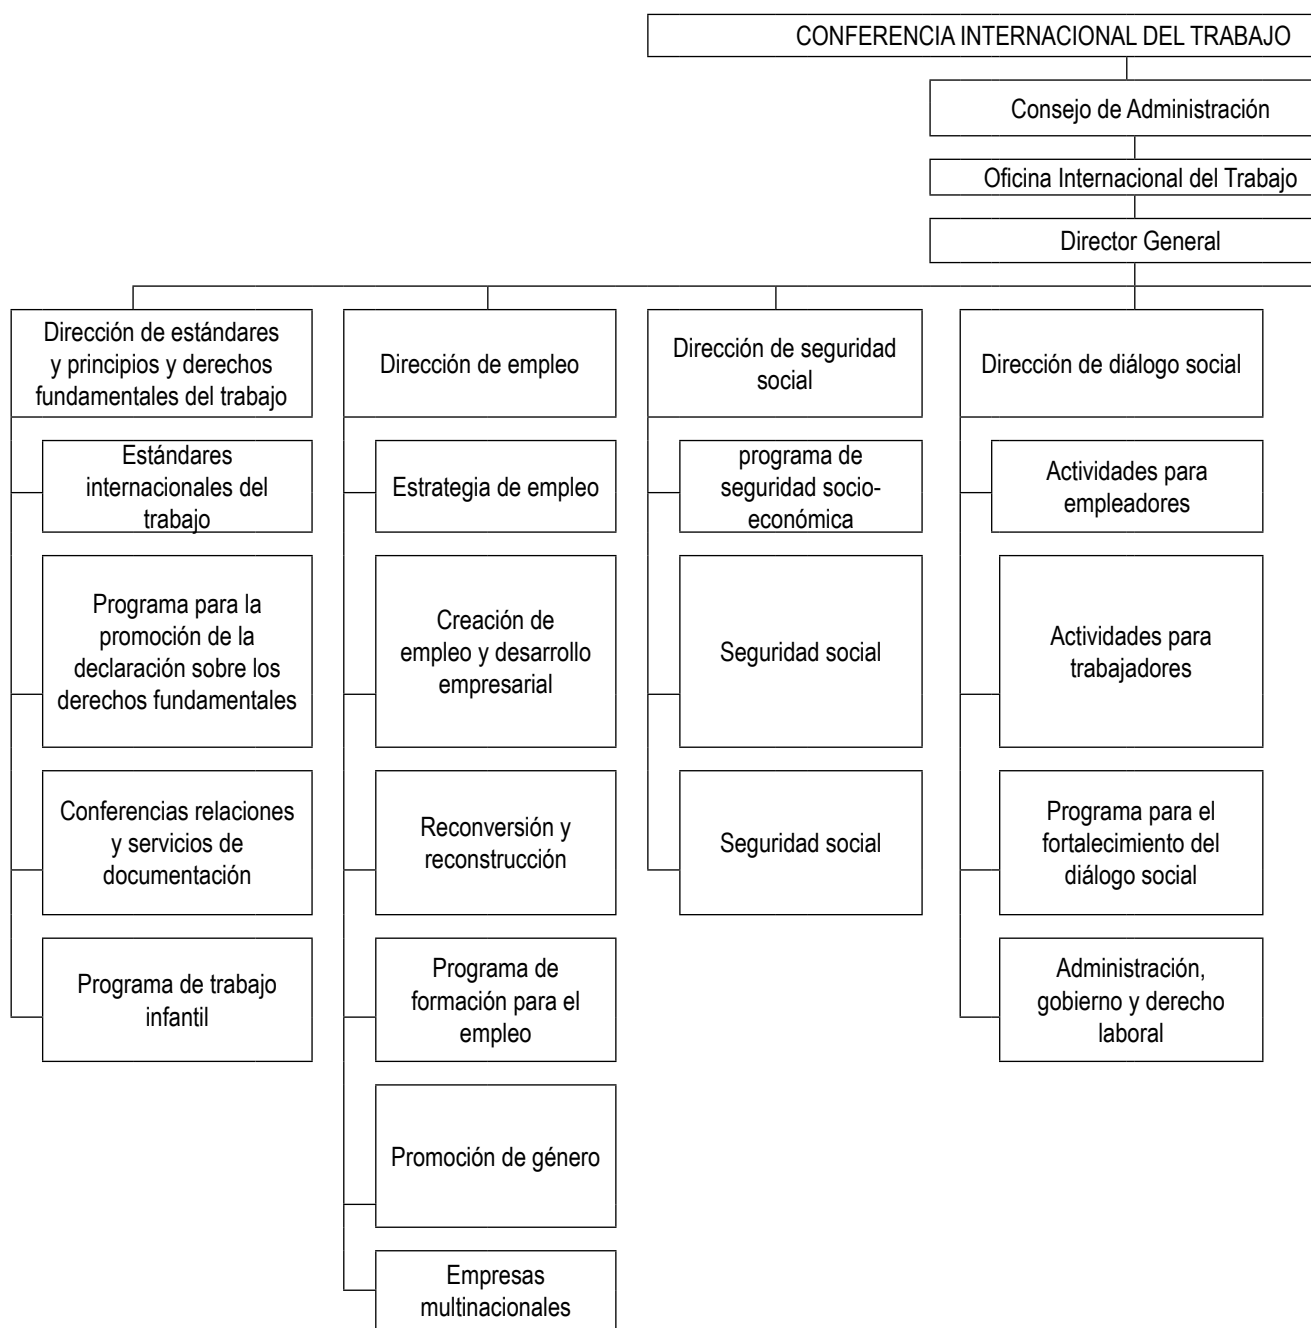 CONFERENCIA INTERNACIONAL DEL TRABAJO
Consejo de Administración
Oficina Internacional del Trabajo
Director General
Dirección de estándares
y principios y derechos
fundamentales del trabajo
Estándares
internacionales del
trabajo
Programa para la
promoción de la
declaración sobre los
derechos fundamentales
Conferencias relaciones
y servicios de
documentación
Programa de trabajo
infantil
Dirección de empleo
Estrategia de empleo
Creación de
empleo y desarrollo
empresarial
Reconversión y
reconstrucción
Programa de
formación para el
empleo
Promoción de género
Empresas
multinacionales
Dirección de seguridad
social
programa de
seguridad socio-
económica
Seguridad social
Seguridad social
Dirección de diálogo social
Actividades para
empleadores
Actividades para
trabajadores
Programa para el
fortalecimiento del
diálogo social
Administración,
gobierno y derecho
laboral